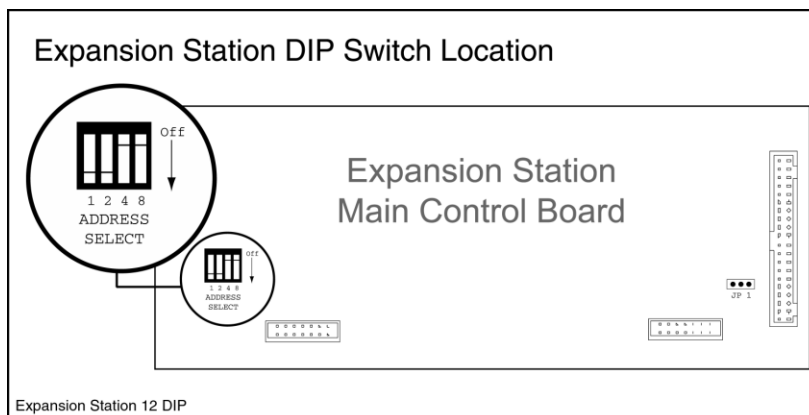 Expansion Station DIP Switch Location
Off
1 2 4 8
ADDRESS
SELECT
Expansion Station
Main Control Board
Off
1 2 4 8
ADDRESS
SELECT
JP 1
Expansion Station 12 DIP